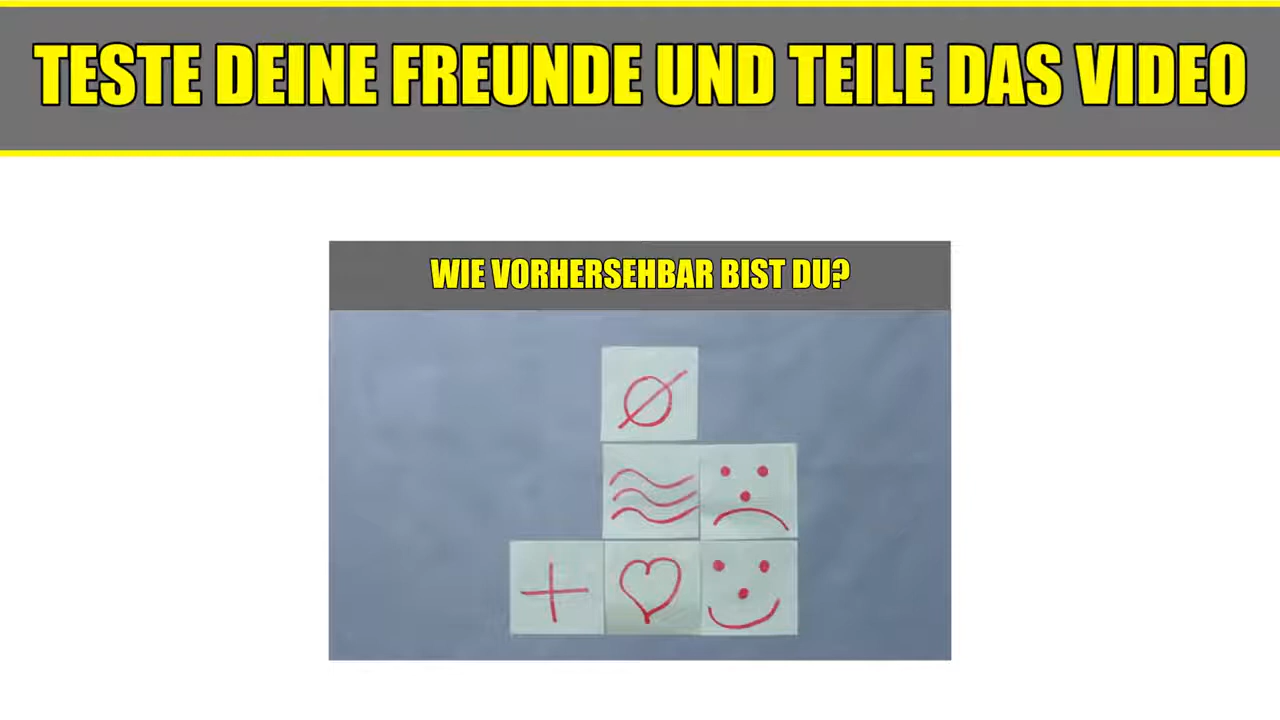 TESTE DEINE FREUNDE UND TEILE DAS VIDEO
WIE VORHERSEHBAR BIST DU?